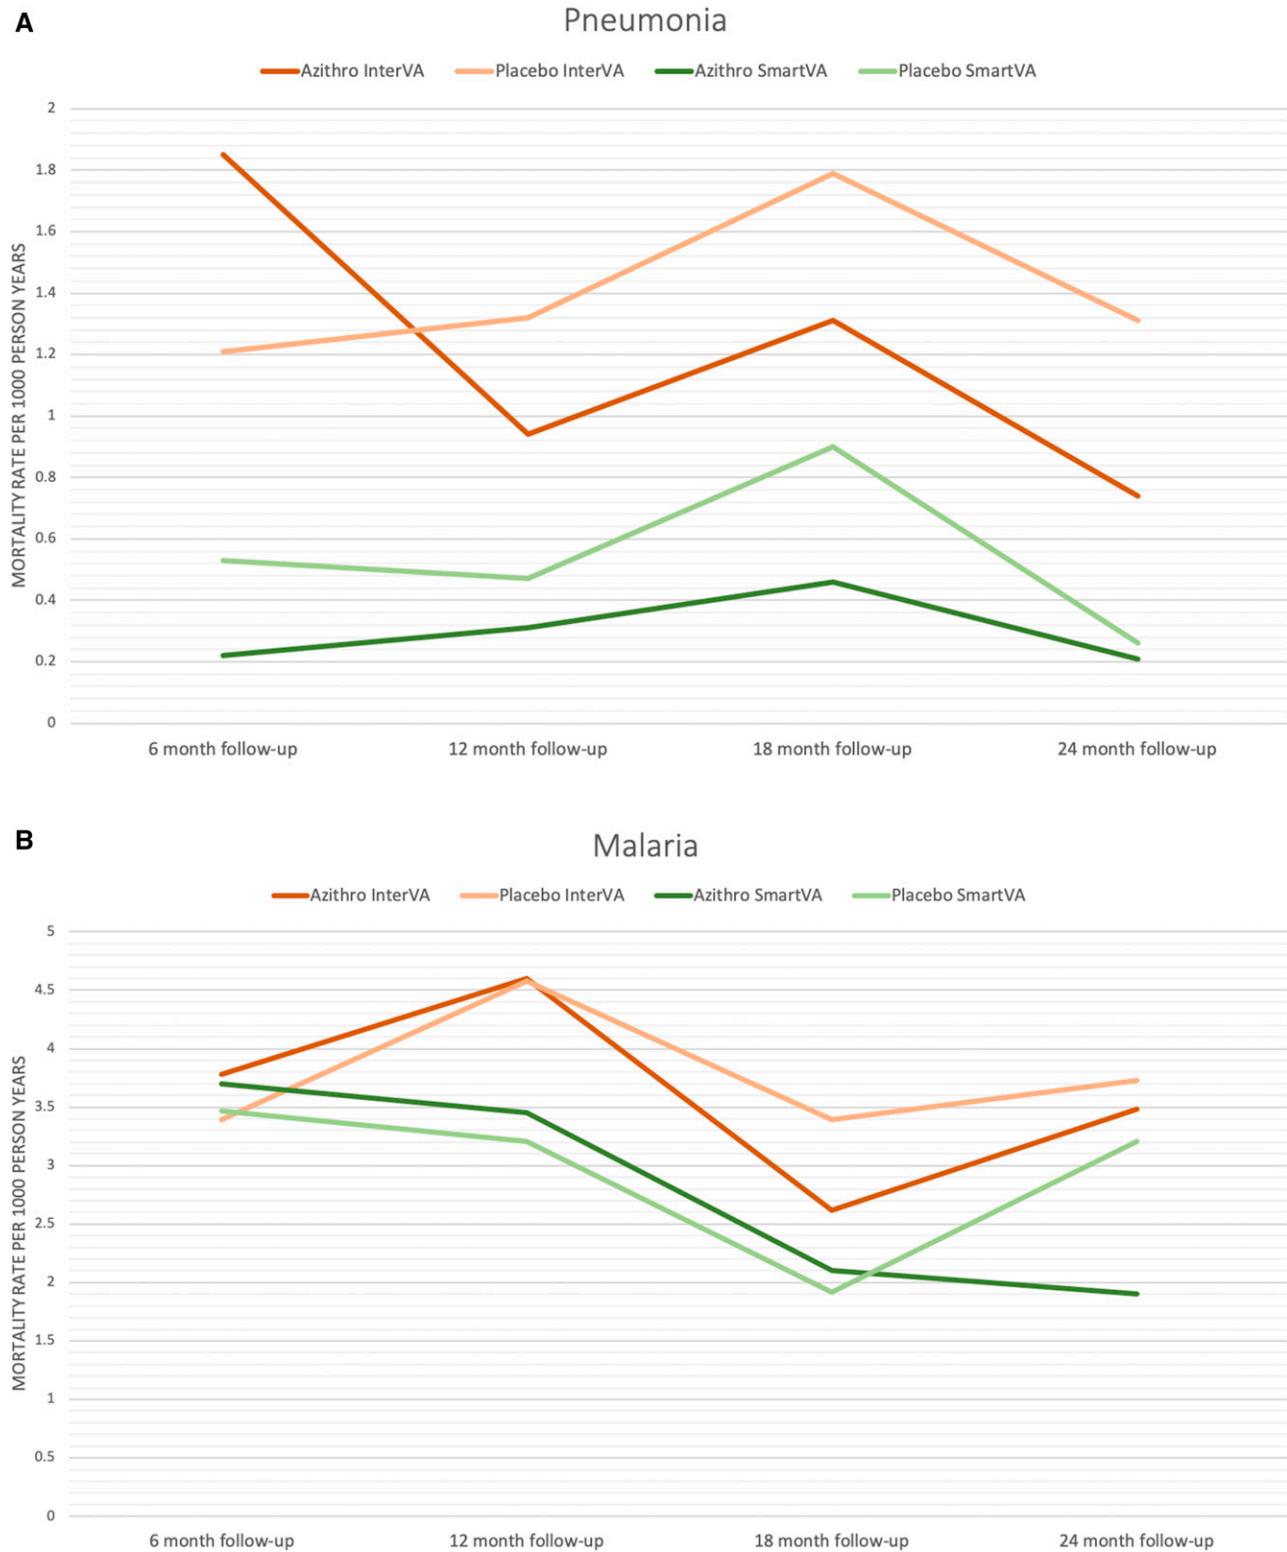 A
Pneumonia
Azithro InterVA Placebo InterVA Azithro SmartVA Placebo SmartVA
MORTALITY RATE PER 1000 PERSON YEARS
2
1.8
1.6
1.4
1.2
1
0.8
0.6
0.4
0.2
0
6 month follow-up 12 month follow-up 18 month follow-up 24 month follow-up
B
Malaria
Azithro InterVA Placebo InterVA Azithro SmartVA Placebo SmartVA
MORTALITY RATE PER 1000 PERSON YEARS
5
4.5
4
3.5
3
2.5
2
1.5
1
0.5
0
6 month follow-up 12 month follow-up 18 month follow-up 24 month follow-up